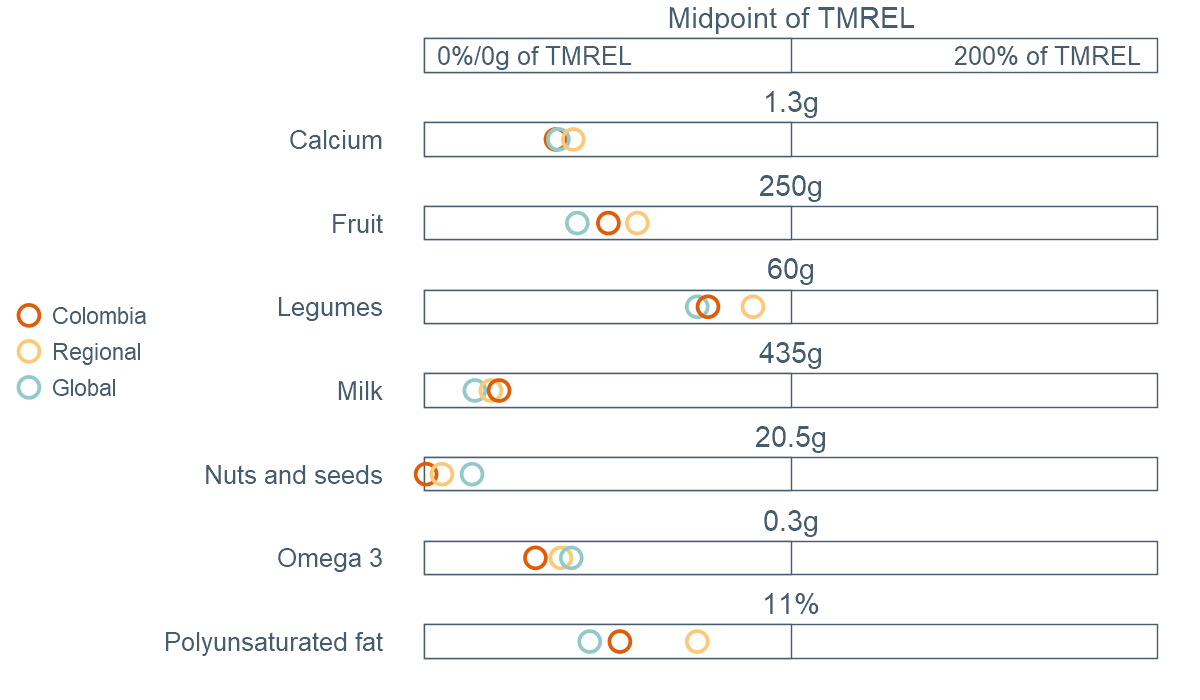 Midpoint of TMREL
0%/0g of TMREL
200% of TMREL
1.3g
Calcium
250g
Fruit
60g
Legumes
435g
Milk
20.5g
Nuts and seeds
0.3g
Omega 3
11%
Polyunsaturated fat
Colombia
Regional
Global